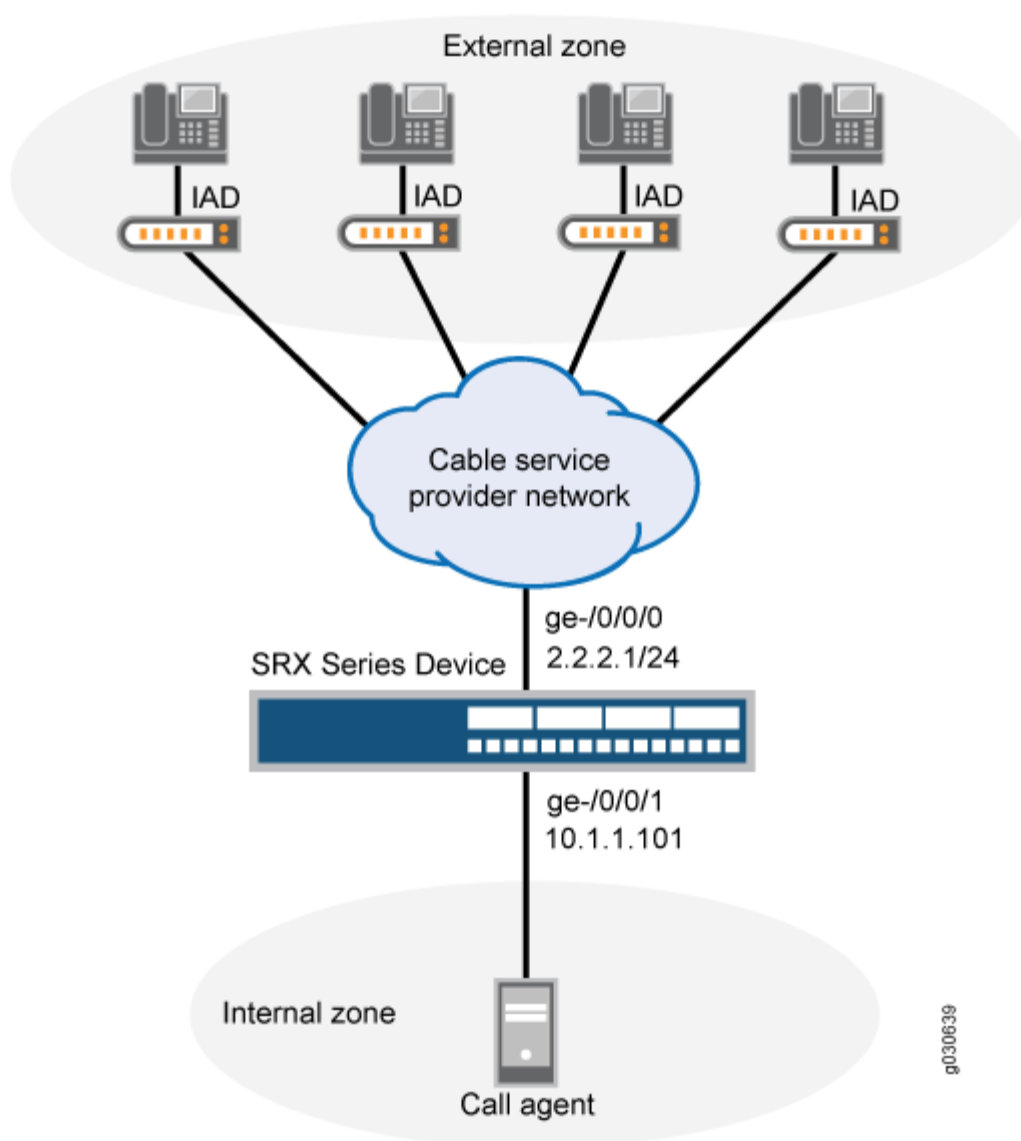 External zone
IAD
IAD
IAD
IAD
Cable service
provider network
ge-/0/0/0
2.2.2.1/24
SRX Series Device
ge-/0/0/1
10.1.1.101
Internal zone
Call agent
g030639